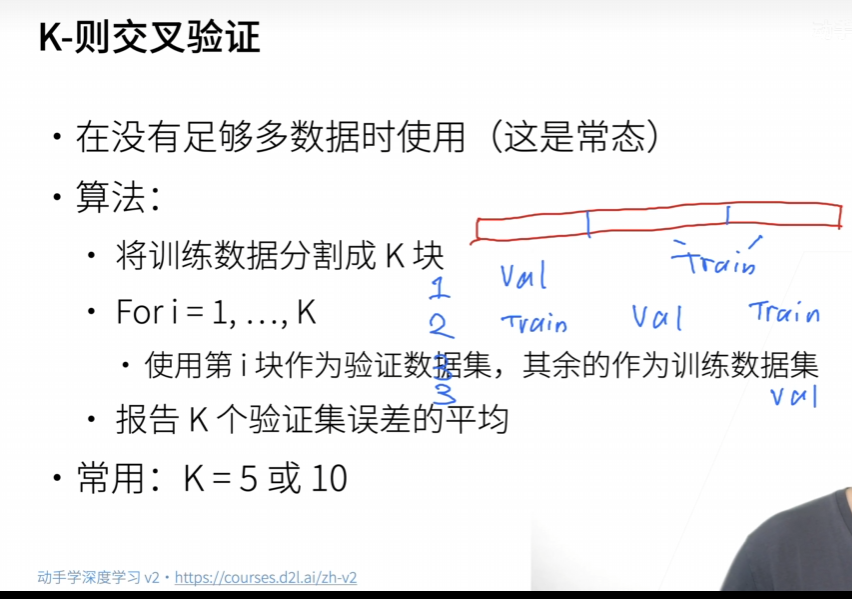 K-则交叉验证
• 在没有足够多数据时使用（这是常态）
• 算法：
• 将训练数据分割成 K 块
Val Train
1
• For i = 1, …, K
2 Train Val Train
• 使用第 i 块作为验证数据集，其余的作为训练数据集
3 val
• 报告 K 个验证集误差的平均
• 常用：K = 5 或 10
动手学深度学习 v2 • https://courses.d2l.ai/zh-v2